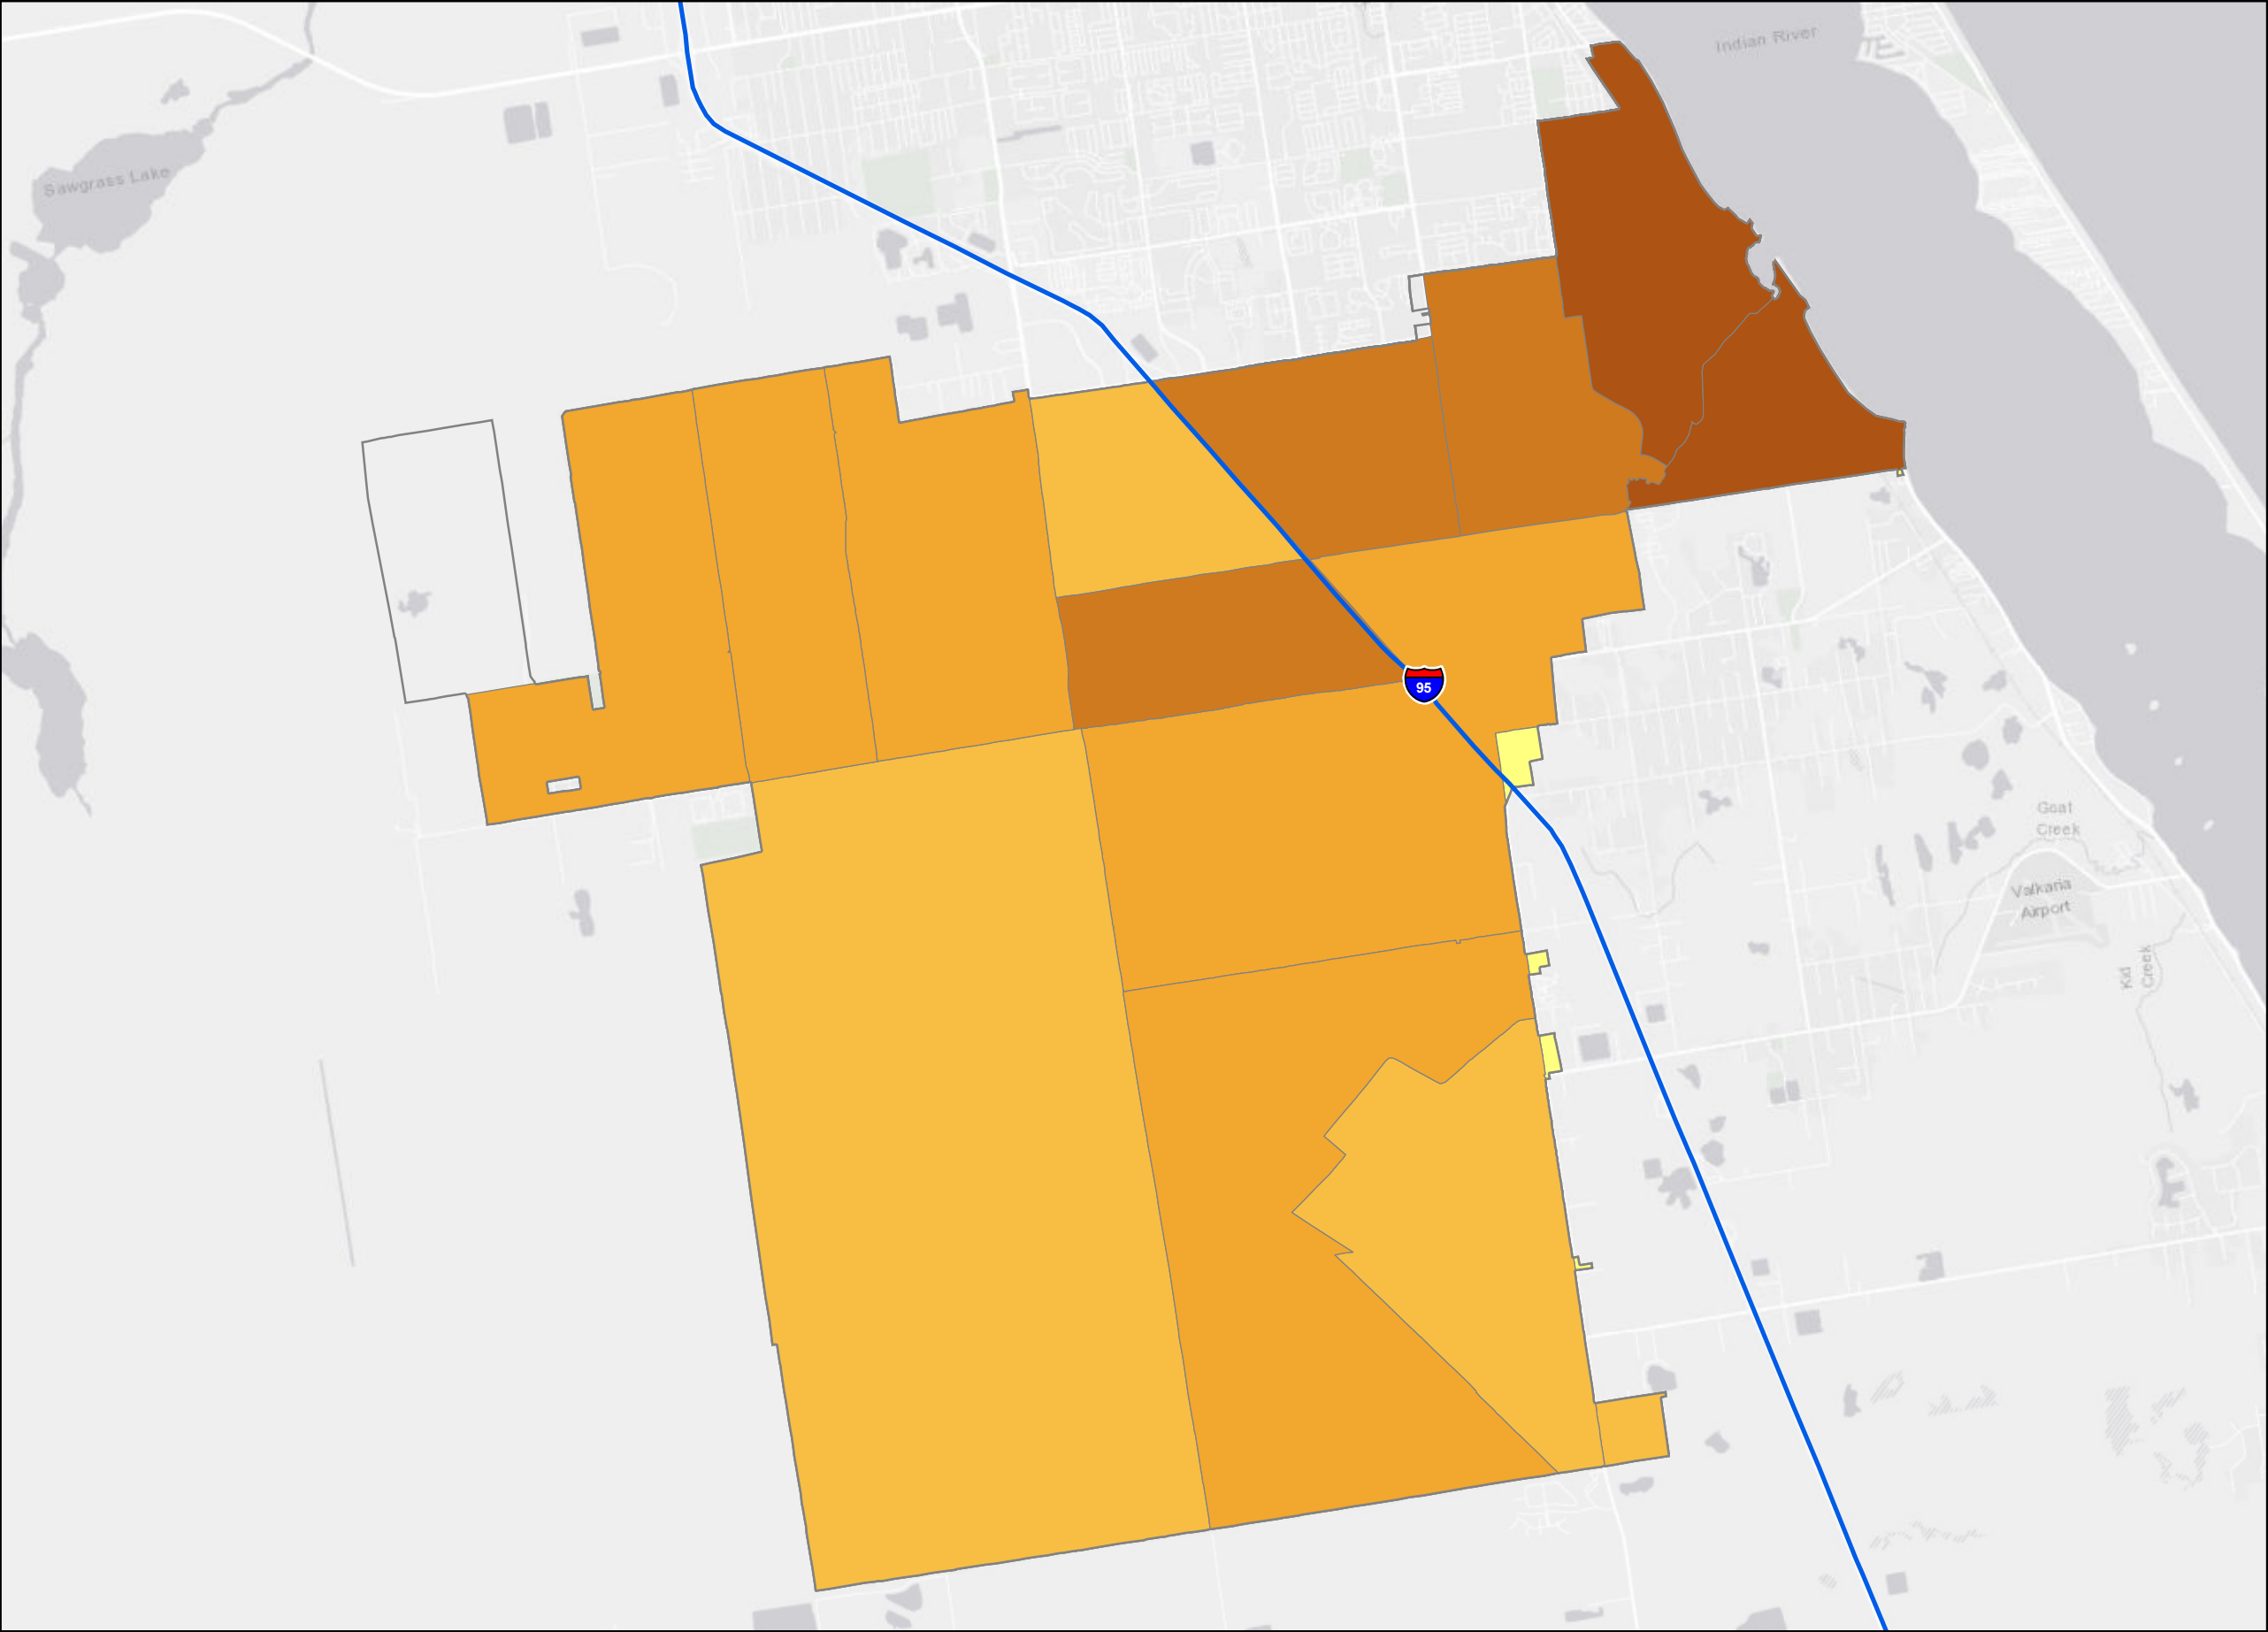 Indian River
Sawgrass Lake
95
Goat
Creek
Valkaria
Airport
Kid
Creek